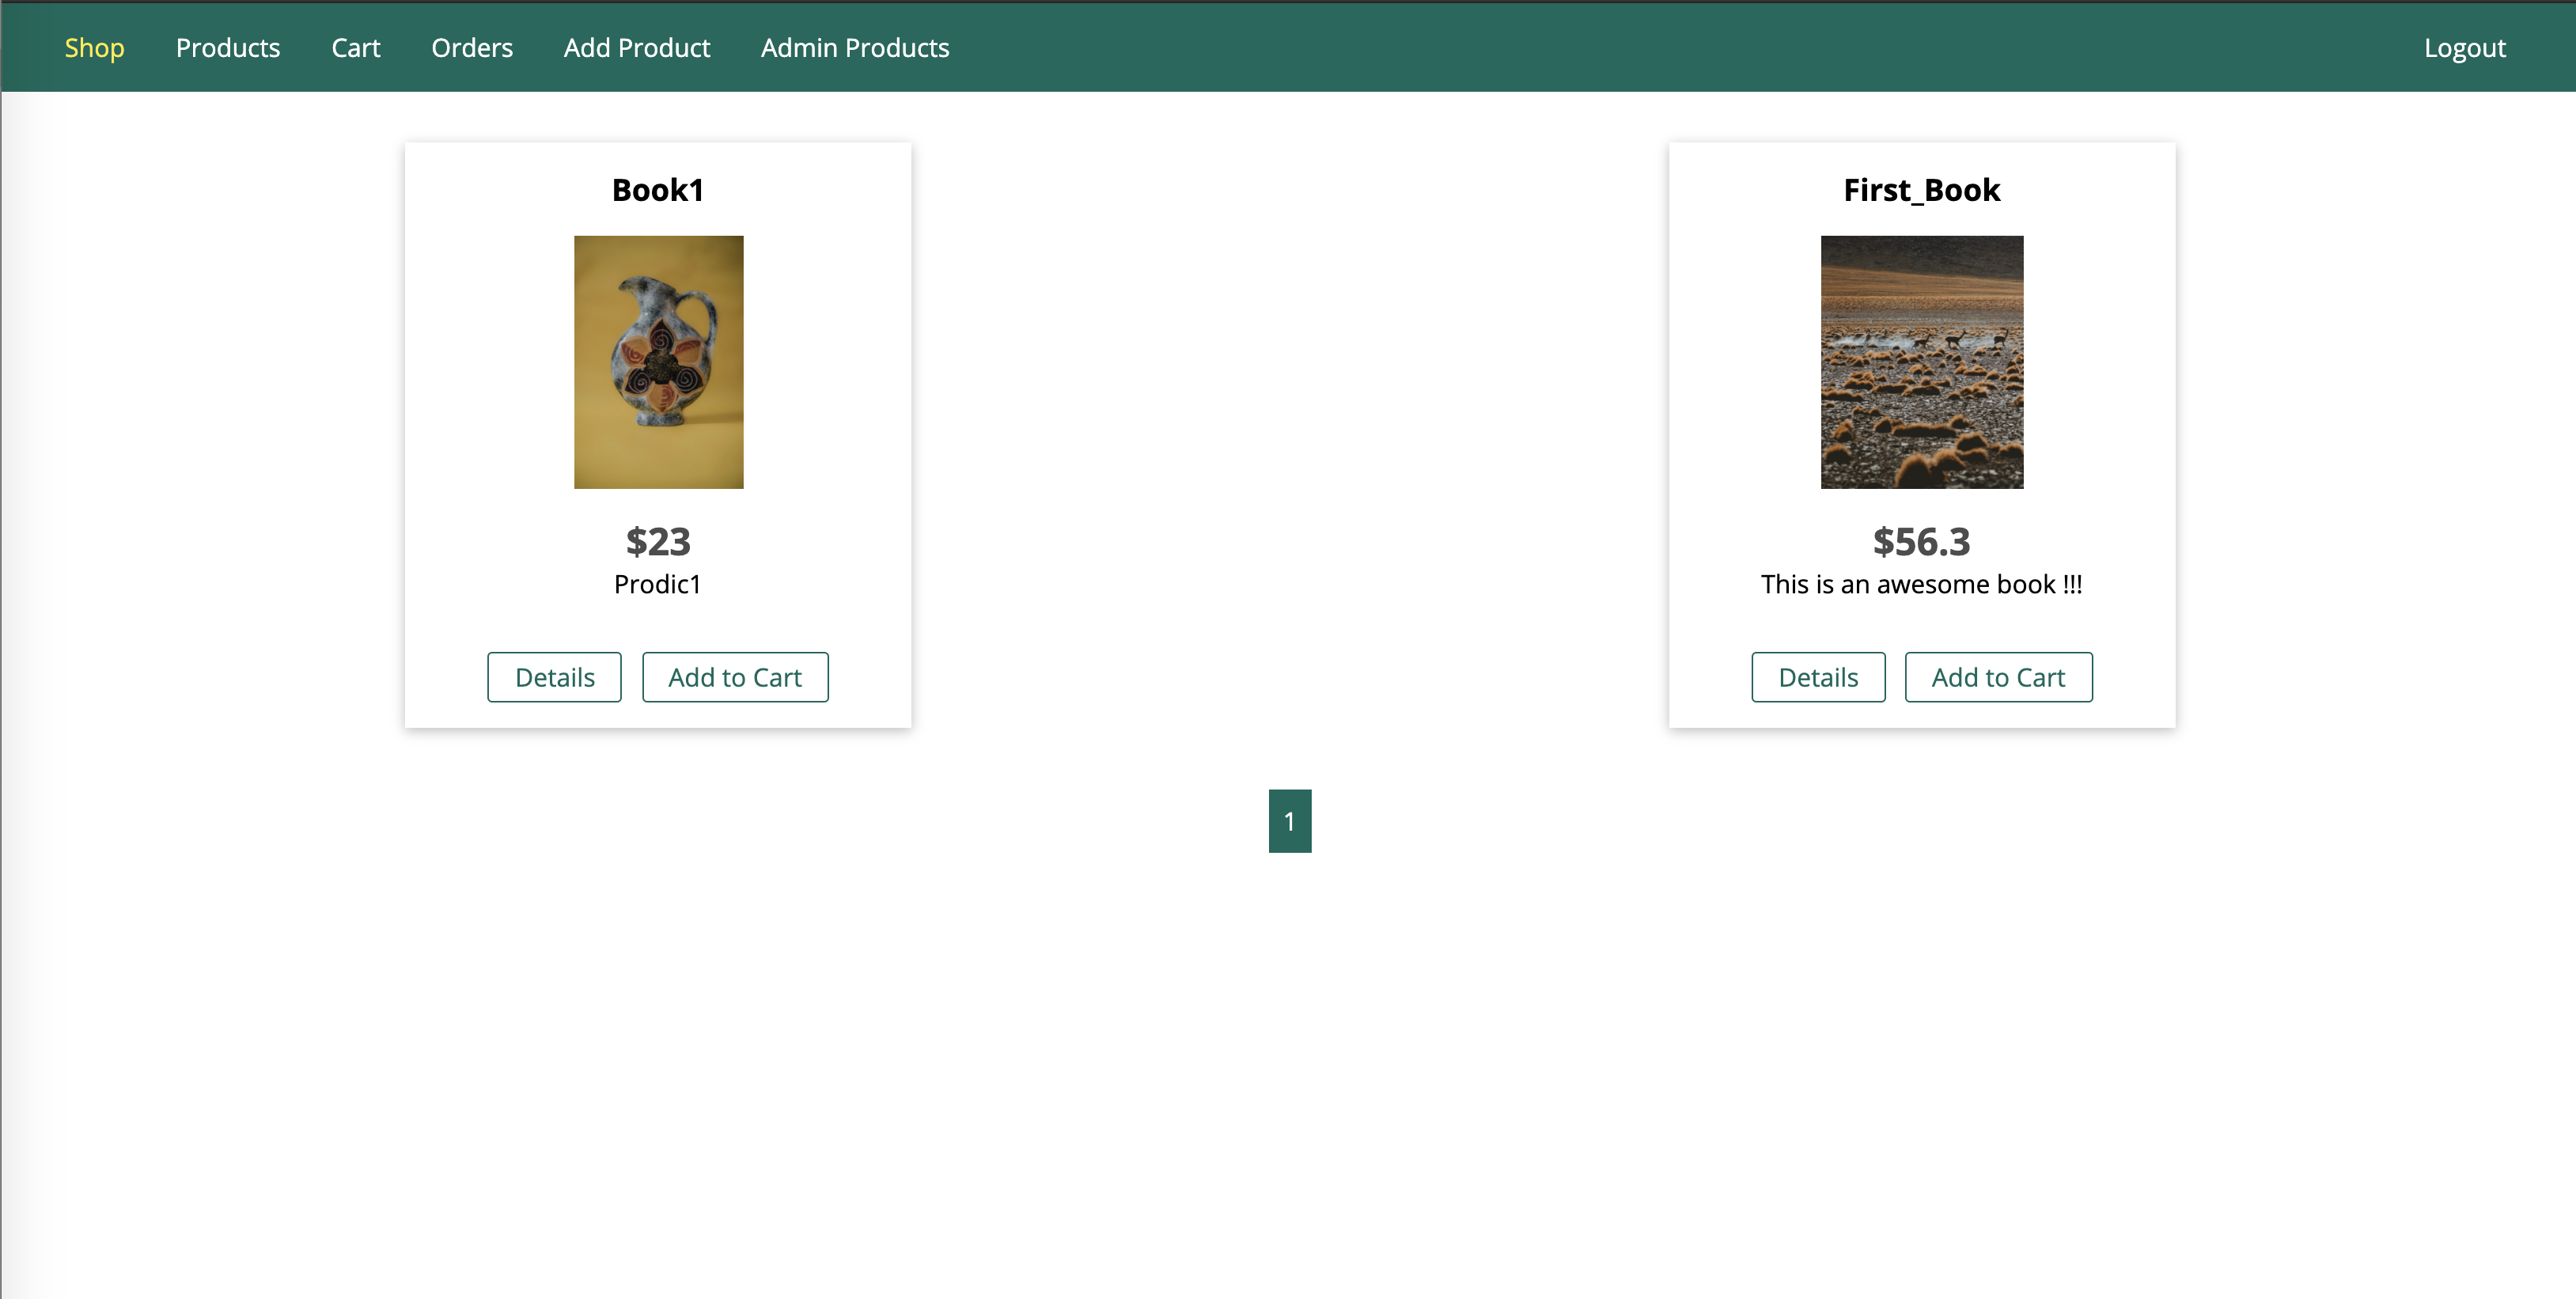 Shop Products Cart Orders Add Product Admin Products Logout
Book1
$23
Prodic1
Details Add to Cart
First_Book
$56.3
This is an awesome book !!!
Details Add to Cart
1